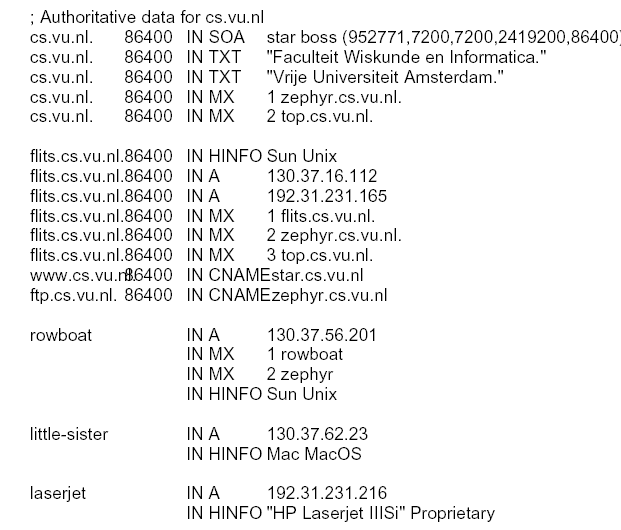 ; Authoritative data for cs.vu.nl
cs.vu.nl. 86400 IN SOA star boss (952771,7200,7200,2419200,86400)
cs.vu.nl. 86400 IN TXT "Faculteit Wiskunde en Informatica."
cs.vu.nl. 86400 IN TXT "Vrije Universiteit Amsterdam."
cs.vu.nl. 86400 IN MX 1 zephyr.cs.vu.nl.
cs.vu.nl. 86400 IN MX 2 top.cs.vu.nl.

flits.cs.vu.nl. 86400 IN HINFO Sun Unix
flits.cs.vu.nl. 86400 IN A 130.37.16.112
flits.cs.vu.nl. 86400 IN A 192.31.231.165
flits.cs.vu.nl. 86400 IN MX 1 flits.cs.vu.nl.
flits.cs.vu.nl. 86400 IN MX 2 zephyr.cs.vu.nl.
flits.cs.vu.nl. 86400 IN MX 3 top.cs.vu.nl.
www.cs.vu.nl. 86400 IN CNAME star.cs.vu.nl
ftp.cs.vu.nl. 86400 IN CNAME zephyr.cs.vu.nl

rowboat IN A 130.37.56.201
IN MX 1 rowboat
IN MX 2 zephyr
IN HINFO Sun Unix

little-sister IN A 130.37.62.23
IN HINFO Mac MacOS

laserjet IN A 192.31.231.216
IN HINFO "HP Laserjet IIISi" Proprietary